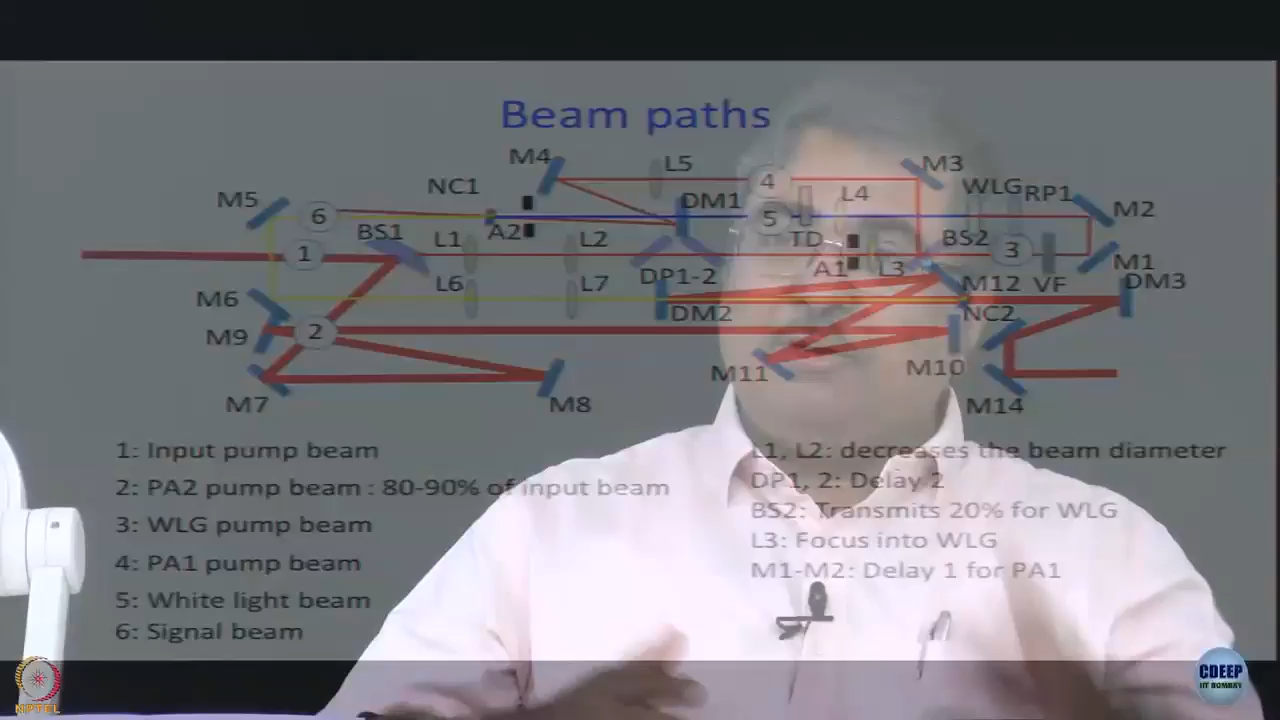 Beam paths
M4 L5 4 M3
M5 6 NC1 A2 DM1 5 L4 WLG RP1 M2
1 BS1 L1 L2 DP1-2 TD A1 L3 BS2 3 M1
M6 L6 L7 DM2 M12 VF DM3
M9 2 NC2
M7 M8 M11 M10 M14
1: Input pump beam
2: PA2 pump beam : 80-90% of input beam
3: WLG pump beam
4: PA1 pump beam
5: White light beam
6: Signal beam
L1, L2: decreases the beam diameter
DP1, 2: Delay 2
BS2: Transmits 20% for WLG
L3: Focus into WLG
M1-M2: Delay 1 for PA1
NPTEL
CDEEP
IIT BOMBAY